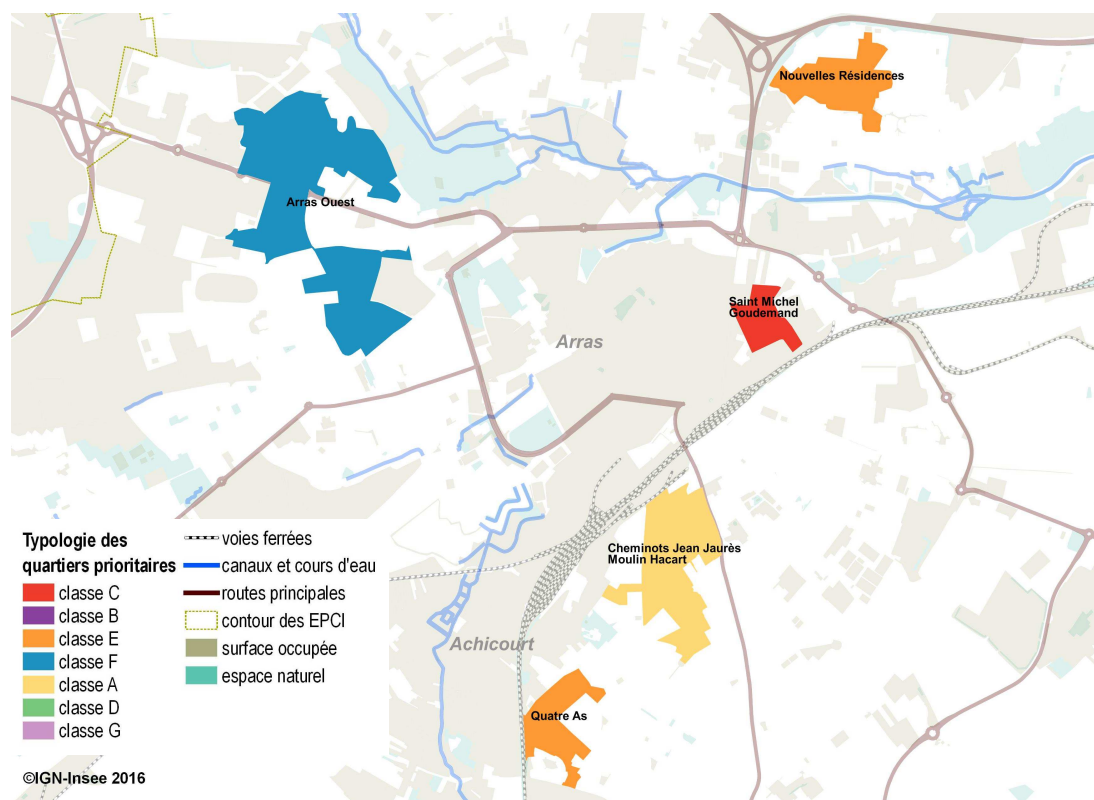 Nouvelles Résidences
Arras Ouest
Saint Michel
Goudemand
Arras
Cheminots Jean Jaurès
Moulin Hacart
Achicourt
Quatre As
Typologie des
quartiers prioritaires
classe C
classe B
classe E
classe F
classe A
classe D
classe G
voies ferrées
canaux et cours d'eau
routes principales
contour des EPCI
surface occupée
espace naturel
©IGN-Insee 2016